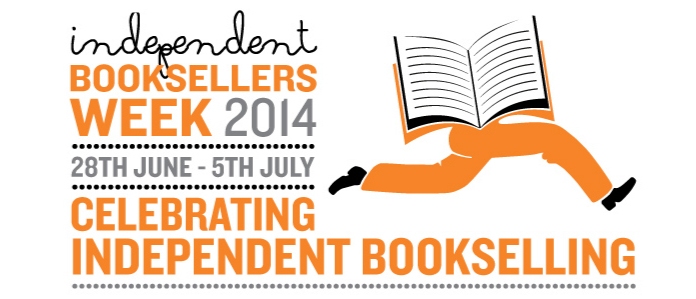 independent
BOOKSELLERS
WEEK 2014
28TH JUNE - 5TH JULY
CELEBRATING
INDEPENDENT BOOKSELLING